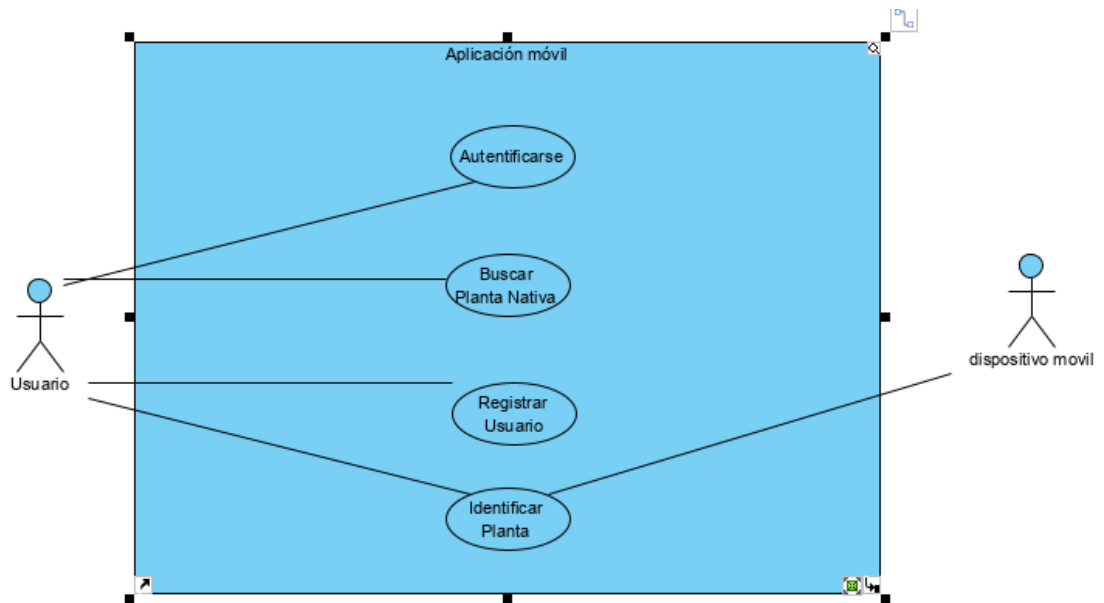 Aplicación móvil
Autentificarse
Buscar
Planta Nativa
Usuario
dispositivo movil
Registrar
Usuario
Identificar
Planta